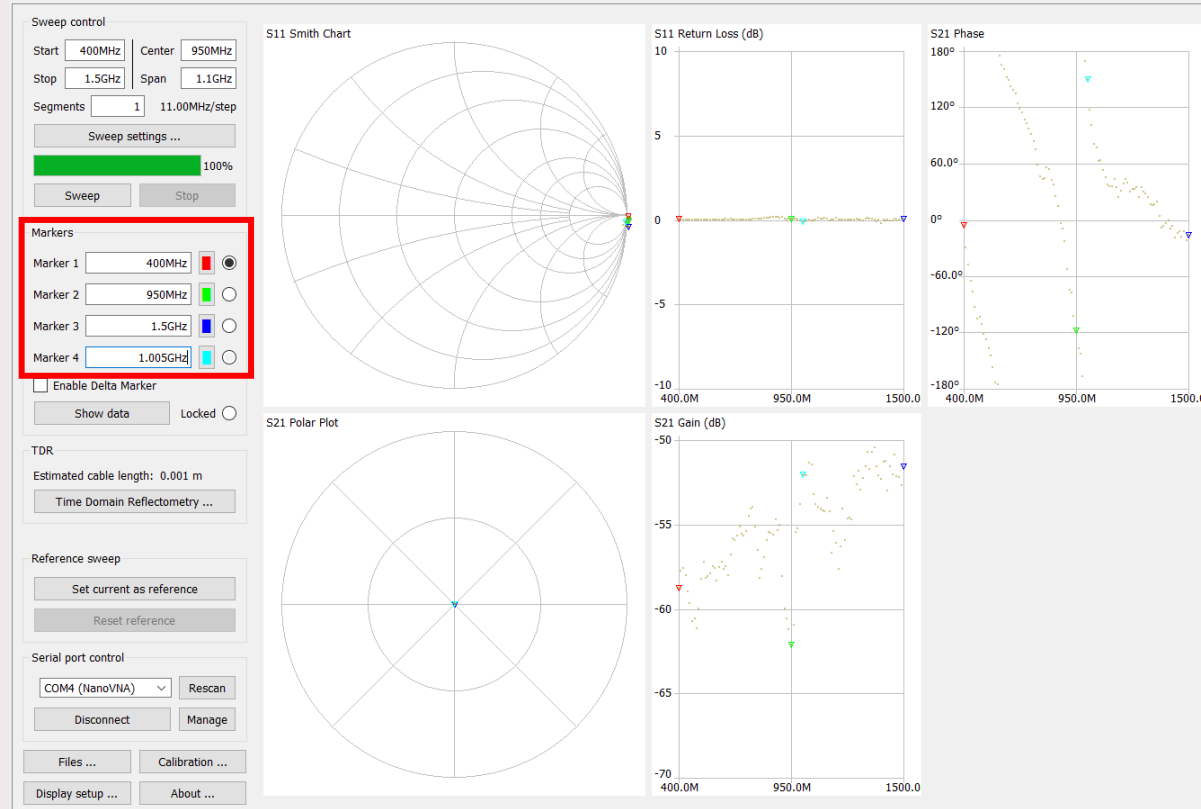 Sweep control
Start 400MHz Center 950MHz
Stop 1.5GHz Span 1.1GHz
Segments 1 11.00MHz/step
Sweep settings ...
100%
Sweep Stop
Markers
Marker 1 400MHz
Marker 2 950MHz
Marker 3 1.5GHz
Marker 4 1.005GHz
Enable Delta Marker
Show data Locked
TDR
Estimated cable length: 0.001 m
Time Domain Reflectometry ...
Reference sweep
Set current as reference
Reset reference
Serial port control
COM4 (NanoVNA) Rescan
Disconnect Manage
Files ... Calibration ...
Display setup ... About ...
S11 Smith Chart
S11 Return Loss (dB)
10
5
0
-5
-10
400.0M 950.0M 1500.0
S21 Phase
180°
120°
60.0°
0°
-60.0°
-120°
-180°
400.0M 950.0M 1500.0
S21 Polar Plot
S21 Gain (dB)
-50
-55
-60
-65
-70
400.0M 950.0M 1500.0